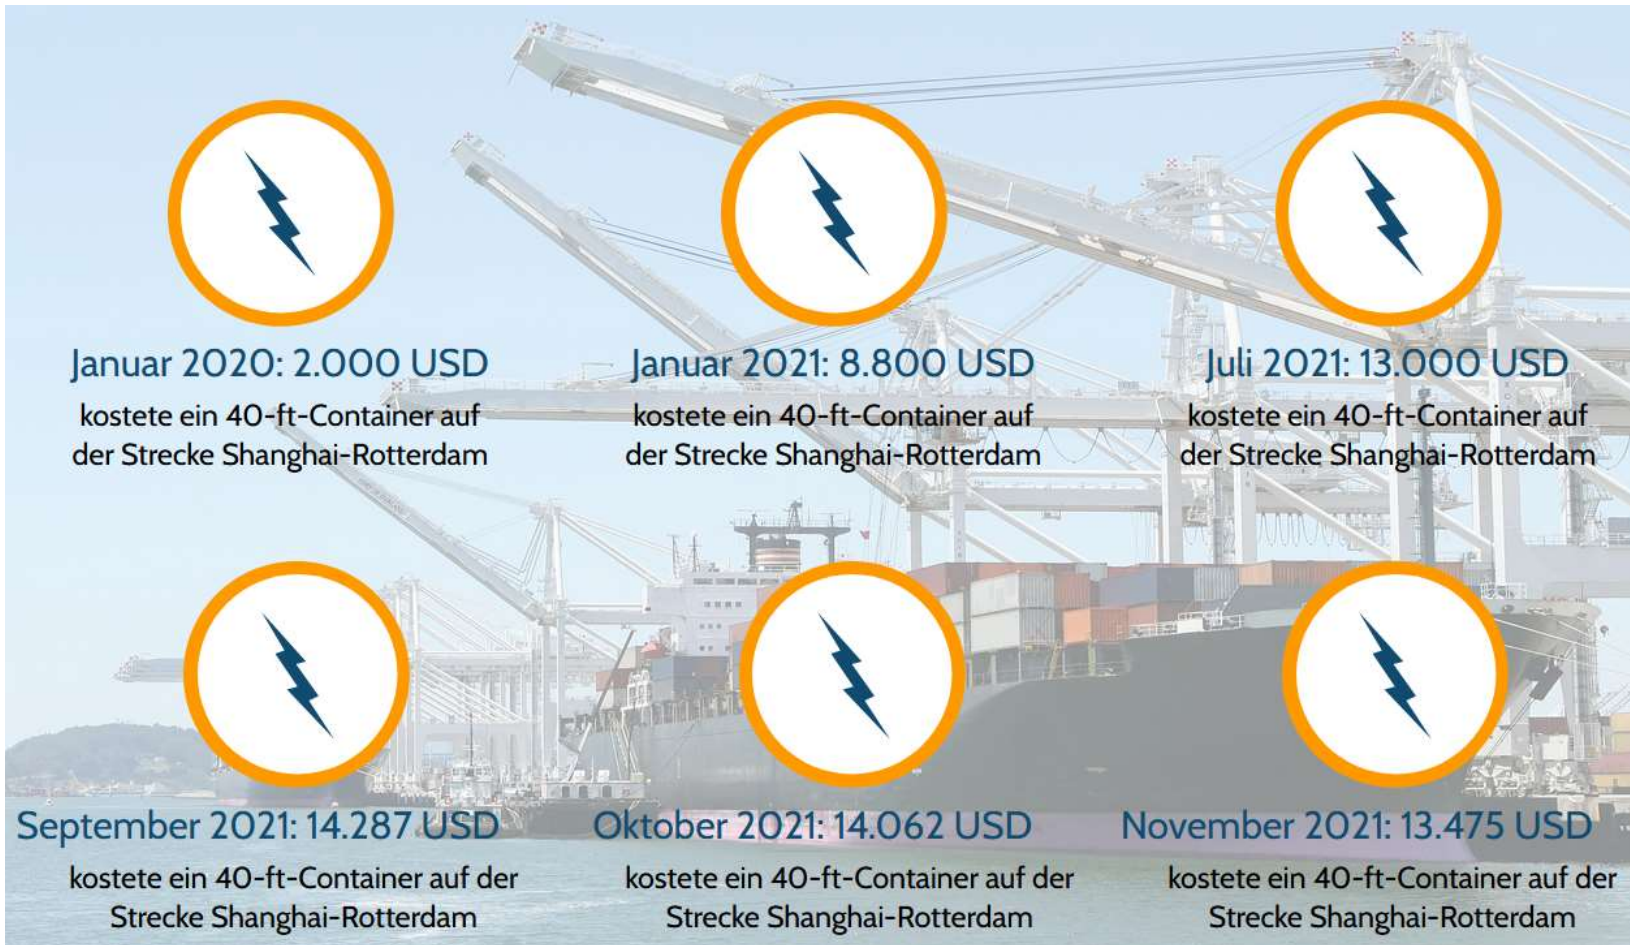 Januar 2020: 2.000 USD
kostete ein 40-ft-Container auf
der Strecke Shanghai-Rotterdam
Januar 2021: 8.800 USD
kostete ein 40-ft-Container auf
der Strecke Shanghai-Rotterdam
Juli 2021: 13.000 USD
kostete ein 40-ft-Container auf
der Strecke Shanghai-Rotterdam
September 2021: 14.287 USD
kostete ein 40-ft-Container auf der
Strecke Shanghai-Rotterdam
Oktober 2021: 14.062 USD
kostete ein 40-ft-Container auf der
Strecke Shanghai-Rotterdam
November 2021: 13.475 USD
kostete ein 40-ft-Container auf der
Strecke Shanghai-Rotterdam